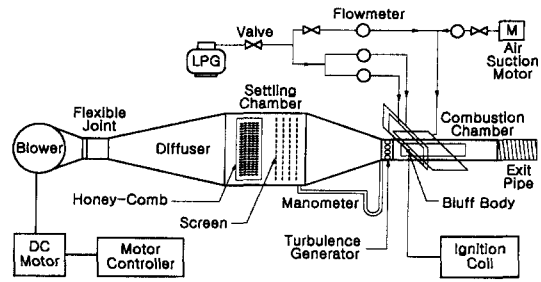 Flowmeter
Valve
M
LPG
Air
Suction
Motor
Settling
Chamber
Flexible
Joint
Combustion
Chamber
Blower
Diffuser
Exit
Pipe
Honey-Comb
Manometer
Bluff Body
Screen
Turbulence
Generator
DC
Motor
Motor
Controller
Ignition
Coil